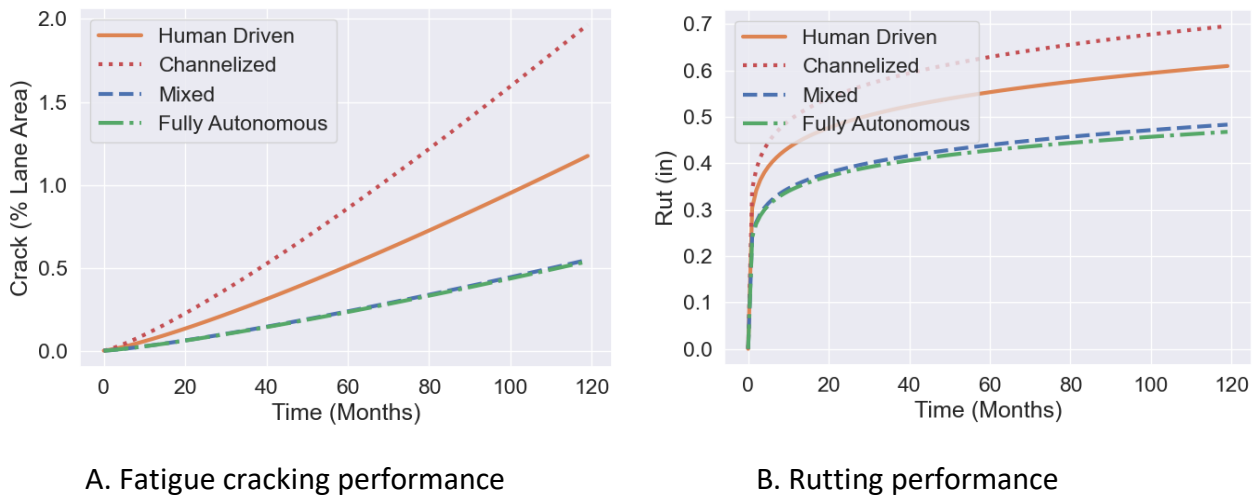 2.0
1.5
1.0
0.5
0.0
Crack (% Lane Area)
Human Driven
Channelized
Mixed
Fully Autonomous
0 20 40 60 80 100 120
Time (Months)
A. Fatigue cracking performance
0.7
0.6
0.5
0.4
0.3
0.2
0.1
0.0
Rut (in)
Human Driven
Channelized
Mixed
Fully Autonomous
0 20 40 60 80 100 120
Time (Months)
B. Rutting performance